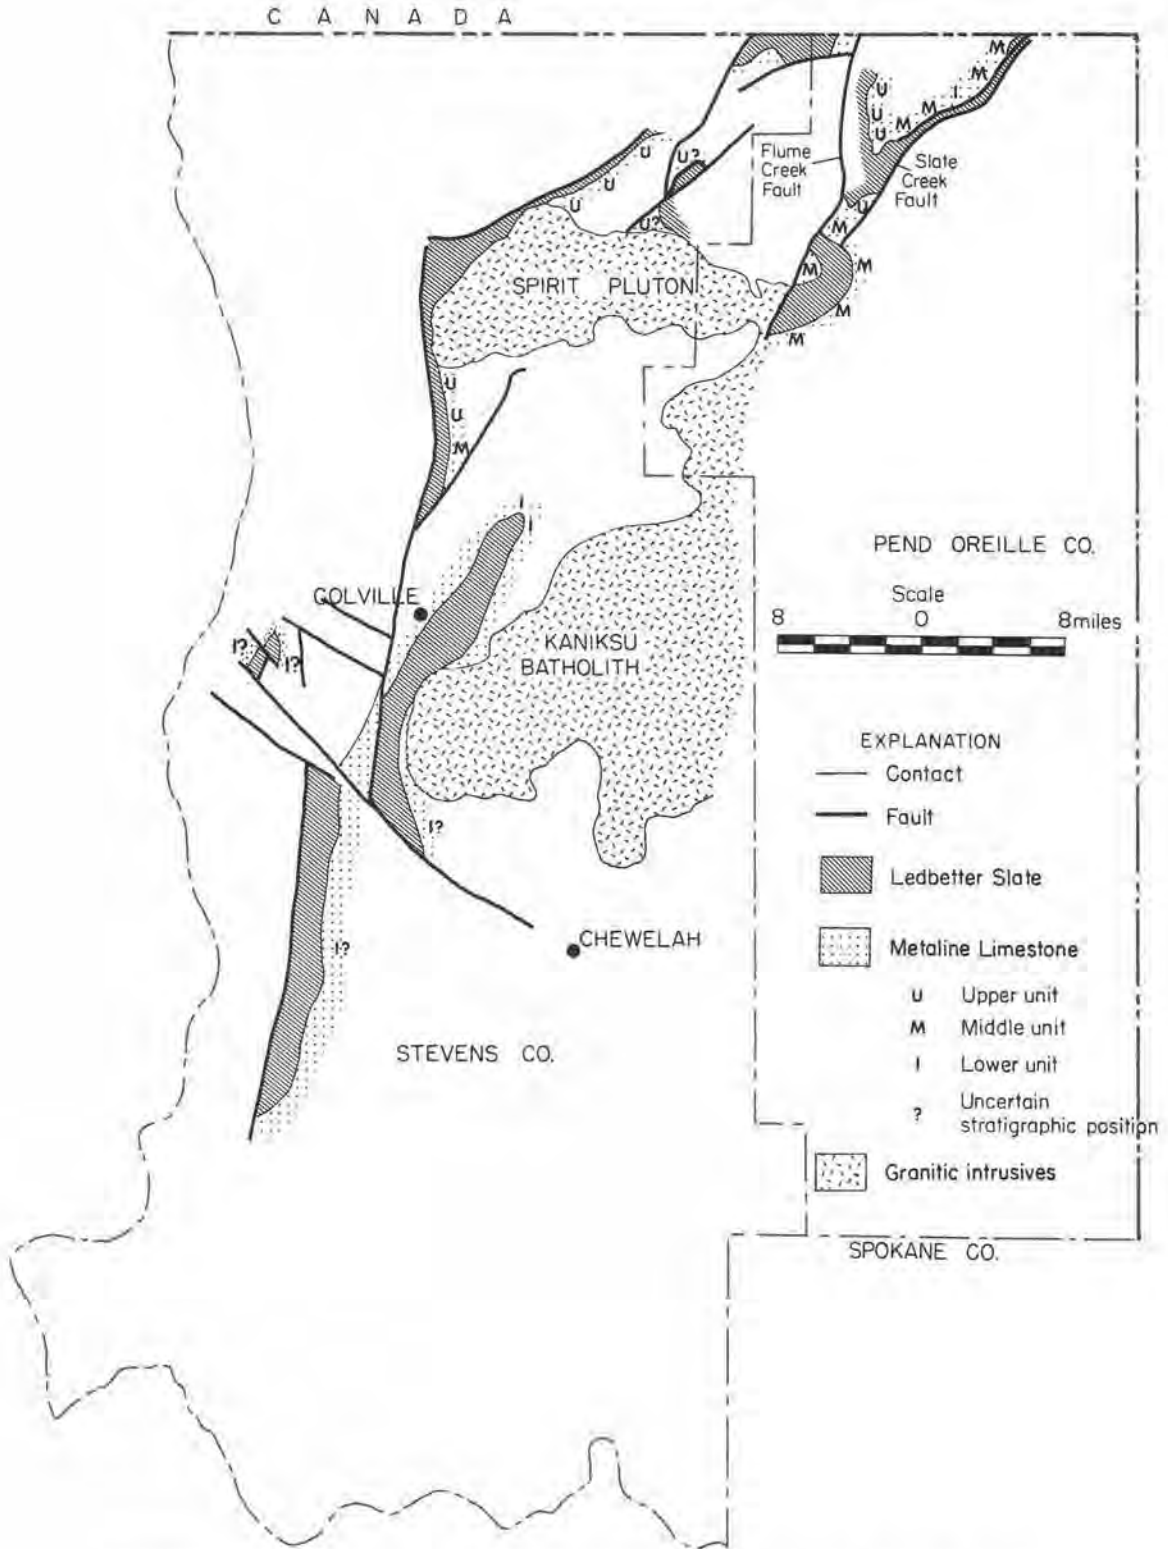 C A N A D A
M
M
I
M
M
U
U
U
Flume
Creek
Fault
Slate
Creek
Fault
U
U?
U
U
U?
U
M
M
M
M
M
SPIRIT PLUTON
U
U
M
I
I
PEND OREILLE CO.
Scale
8 0 8 miles
COLVILLE
KANIKSU
BATHOLITH
I?
I?
I?
I?
CHEWELAH
STEVENS CO.
EXPLANATION
Contact
Fault
Ledbetter Slate
Metaline Limestone
U Upper unit
M Middle unit
I Lower unit
? Uncertain
stratigraphic position
Granitic intrusives
SPOKANE CO.